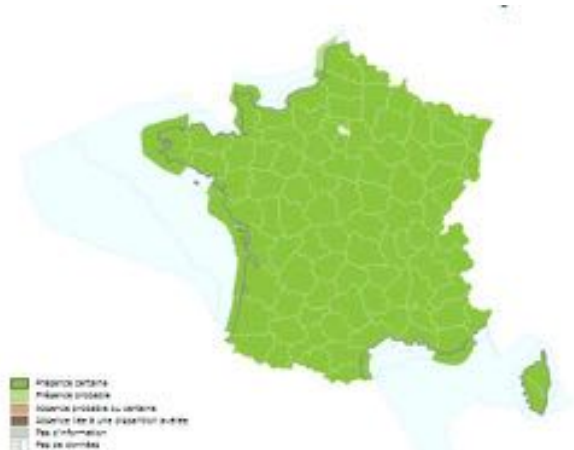 Présence certaine
Présence probable
Absence probable ou certaine
Absence liée à une disparition avérée
Pas d'information
Pas de données